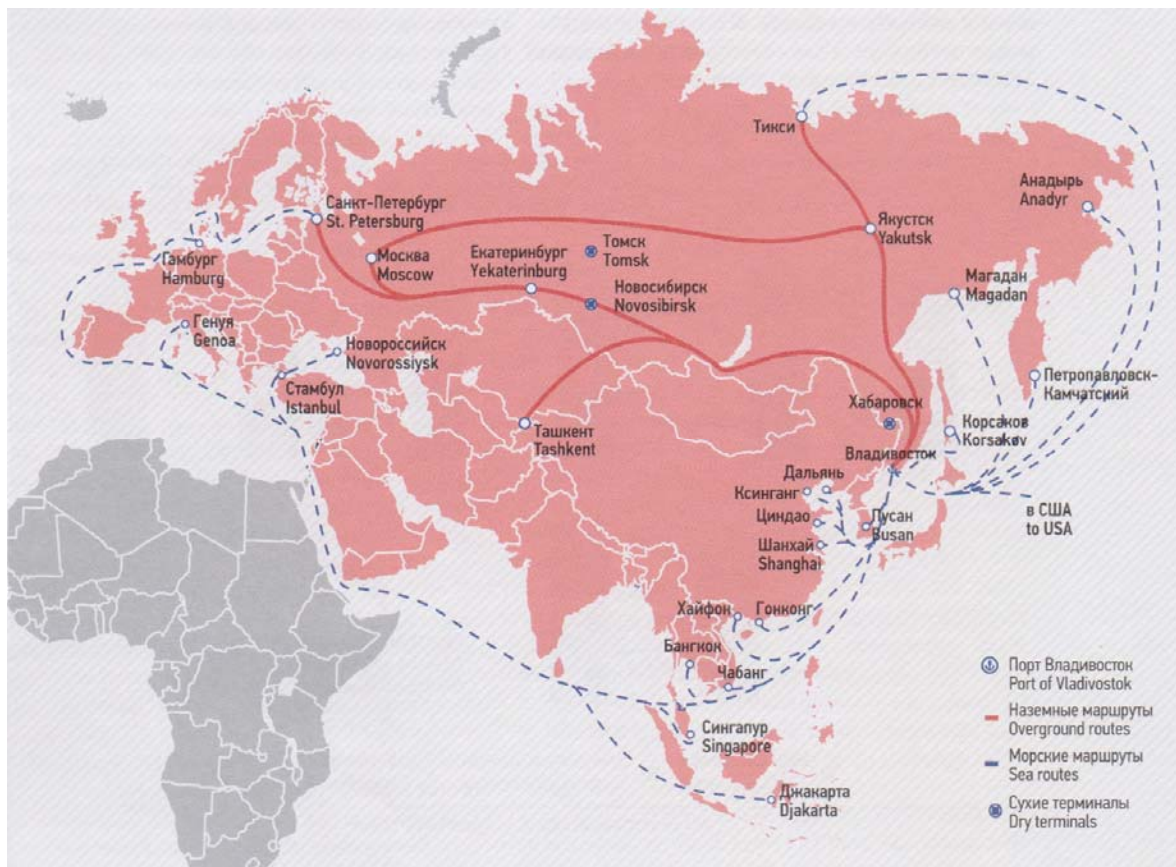 Тикси
Анадырь
Anadyr
Санкт-Петербург
St. Petersburg
Якустск
Yakutsk
Москва
Moscow
Екатеринбург
Yekaterinburg
Томск
Tomsk
Гамбург
Hamburg
Магадан
Magadan
Новосибирск
Novosibirsk
Генуя
Genoa
Новороссийск
Novorossiysk
Стамбул
Istanbul
Петропавловск-
Камчатский
Хабаровск
Корсаков
Korsakov
Ташкент
Tashkent
Владивосток
Дальянь
Ксинганг
в США
to USA
Циндао
Пусан
Busan
Шанхай
Shanghai
Хайфон
Гонконг
Бангкок
Чабанг
Сингапур
Singapore
Джакарта
Djakarta
Порт Владивосток
Port of Vladivostok
Наземные маршруты
Overground routes
Морские маршруты
Sea routes
Сухие терминалы
Dry terminals